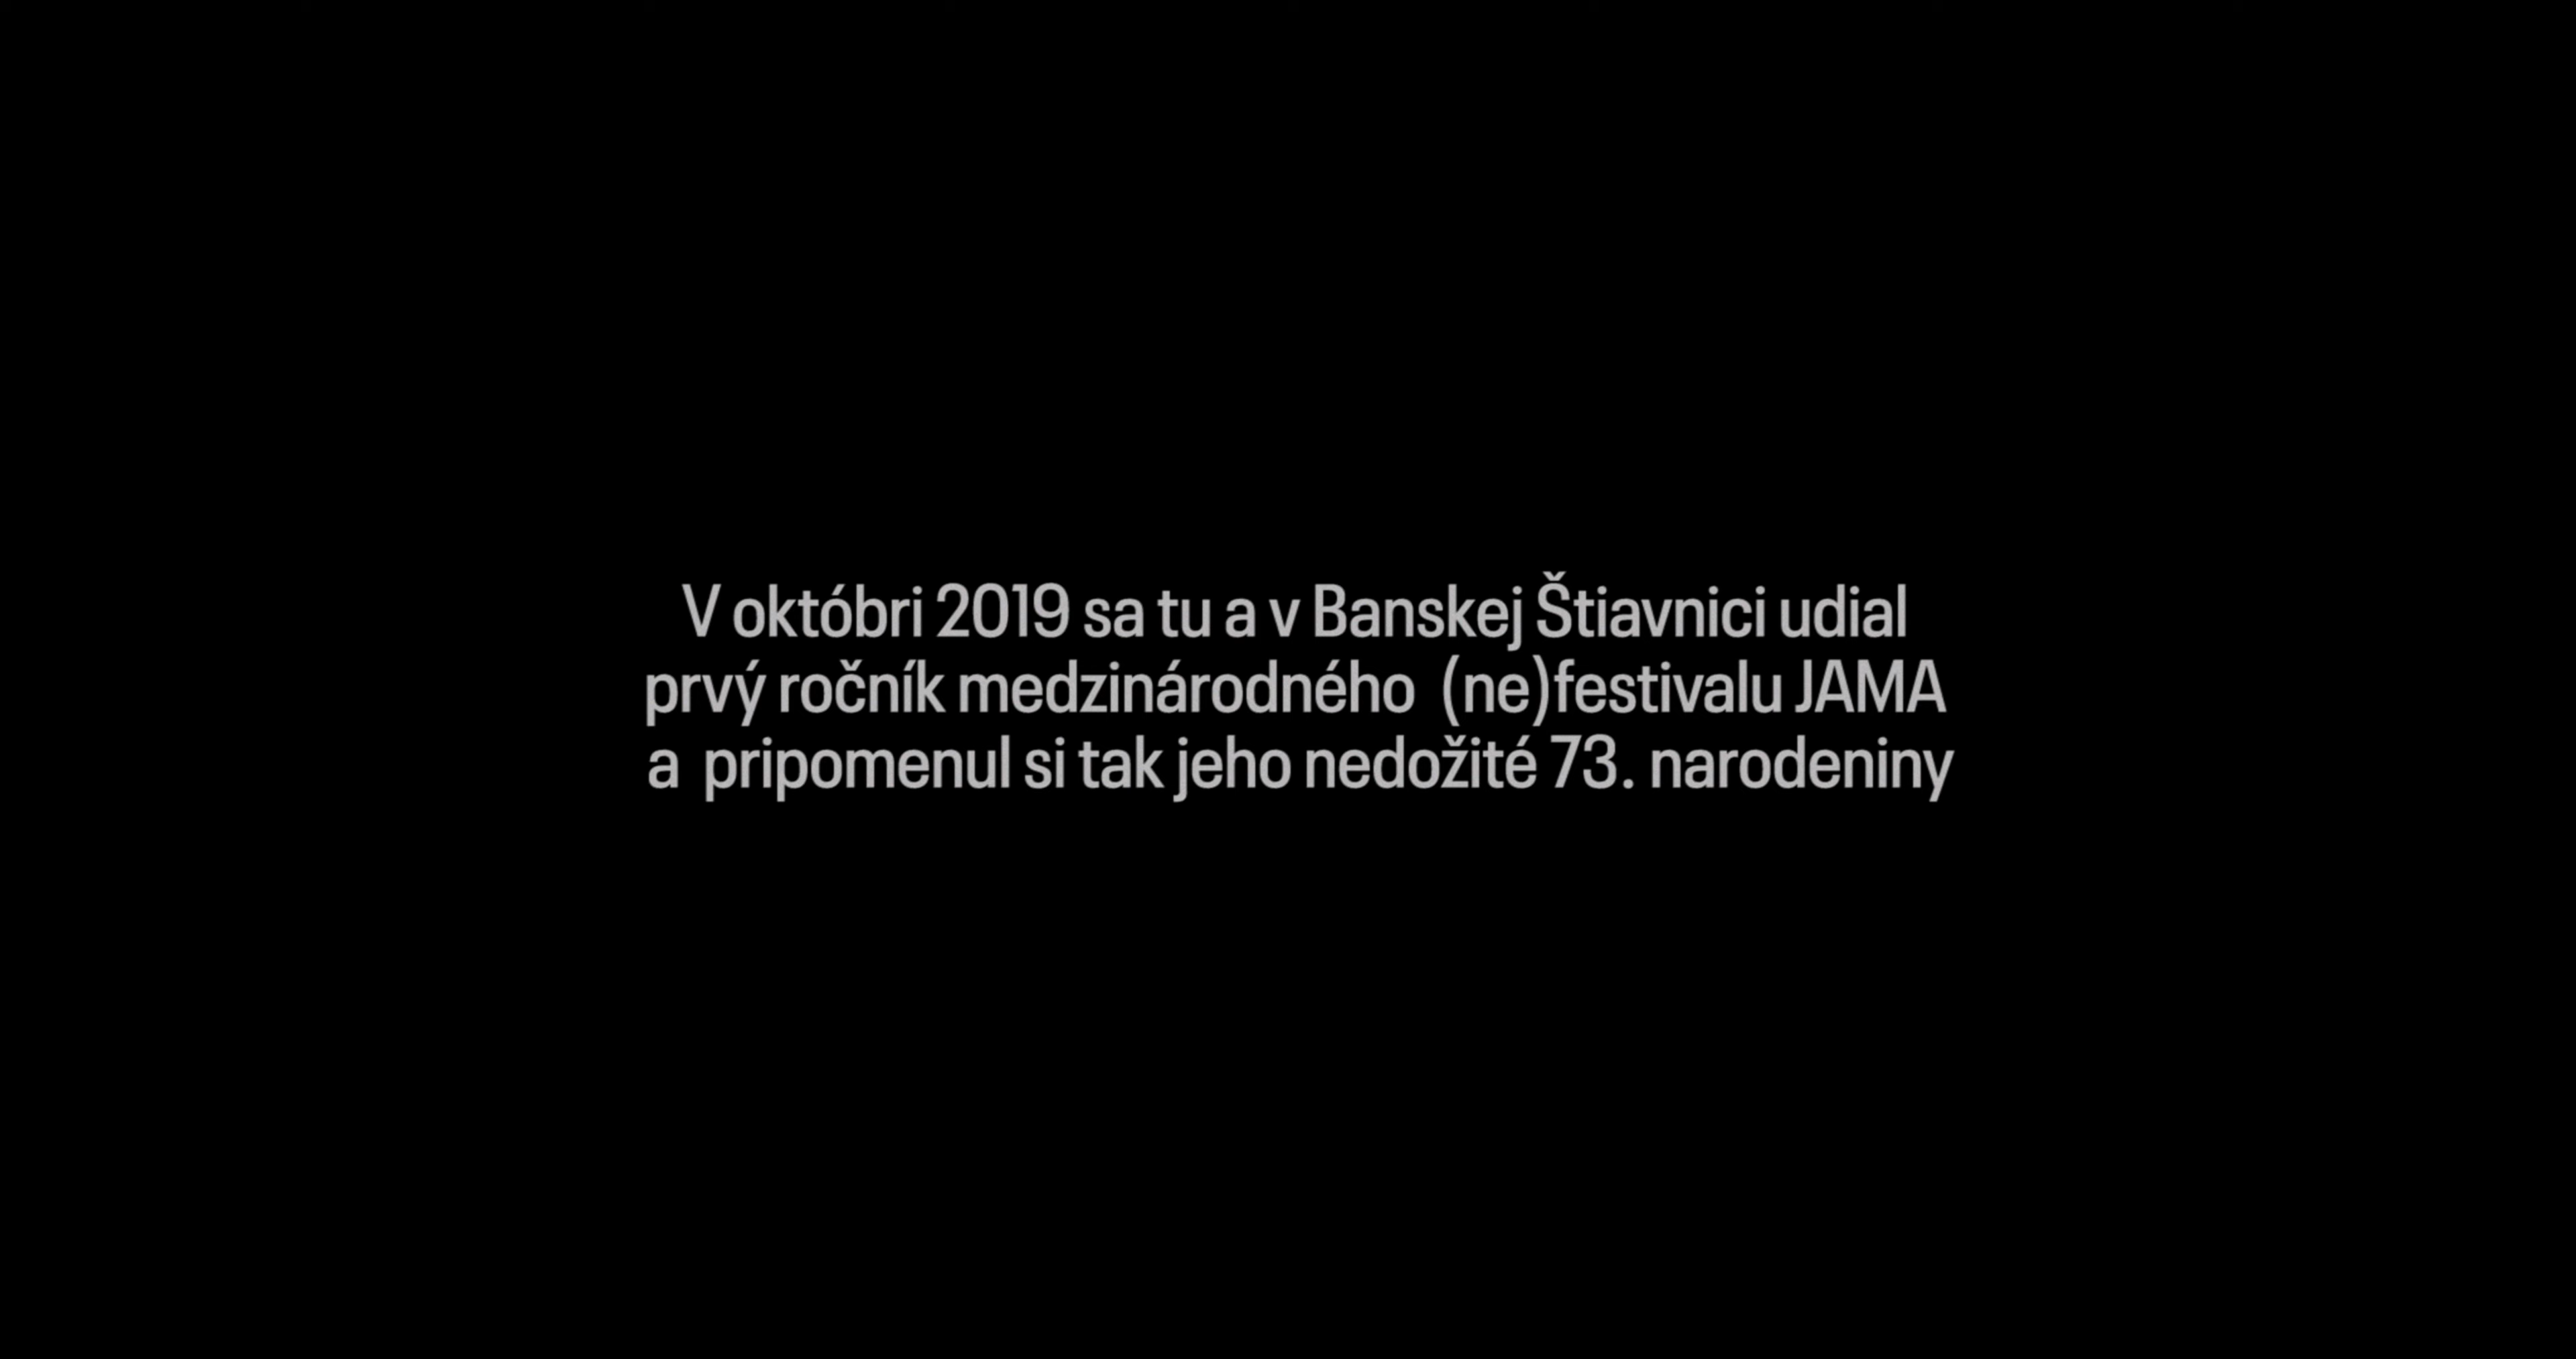 V októbri 2019 sa tu a v Banskej Štiavnici udial
prvý ročník medzinárodného (ne)festivalu JAMA
a pripomenul si tak jeho nedožité 73. narodeniny